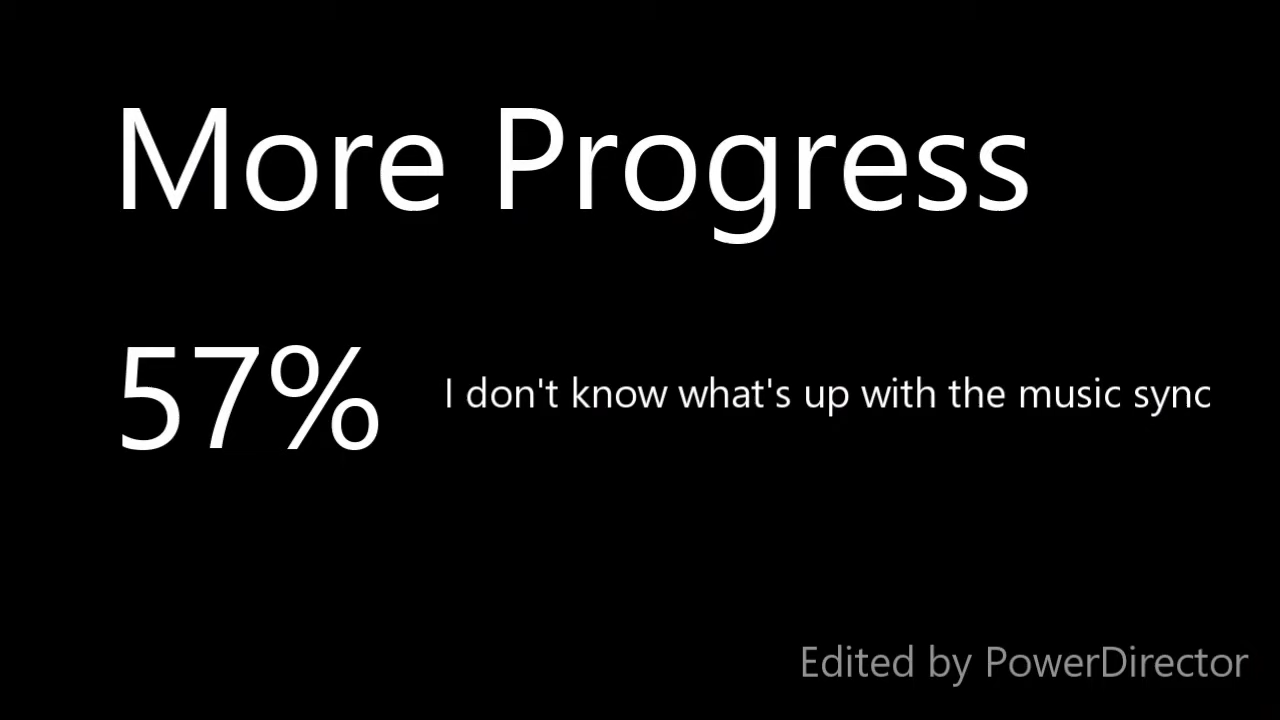 More Progress
57% I don't know what's up with the music sync
Edited by PowerDirector